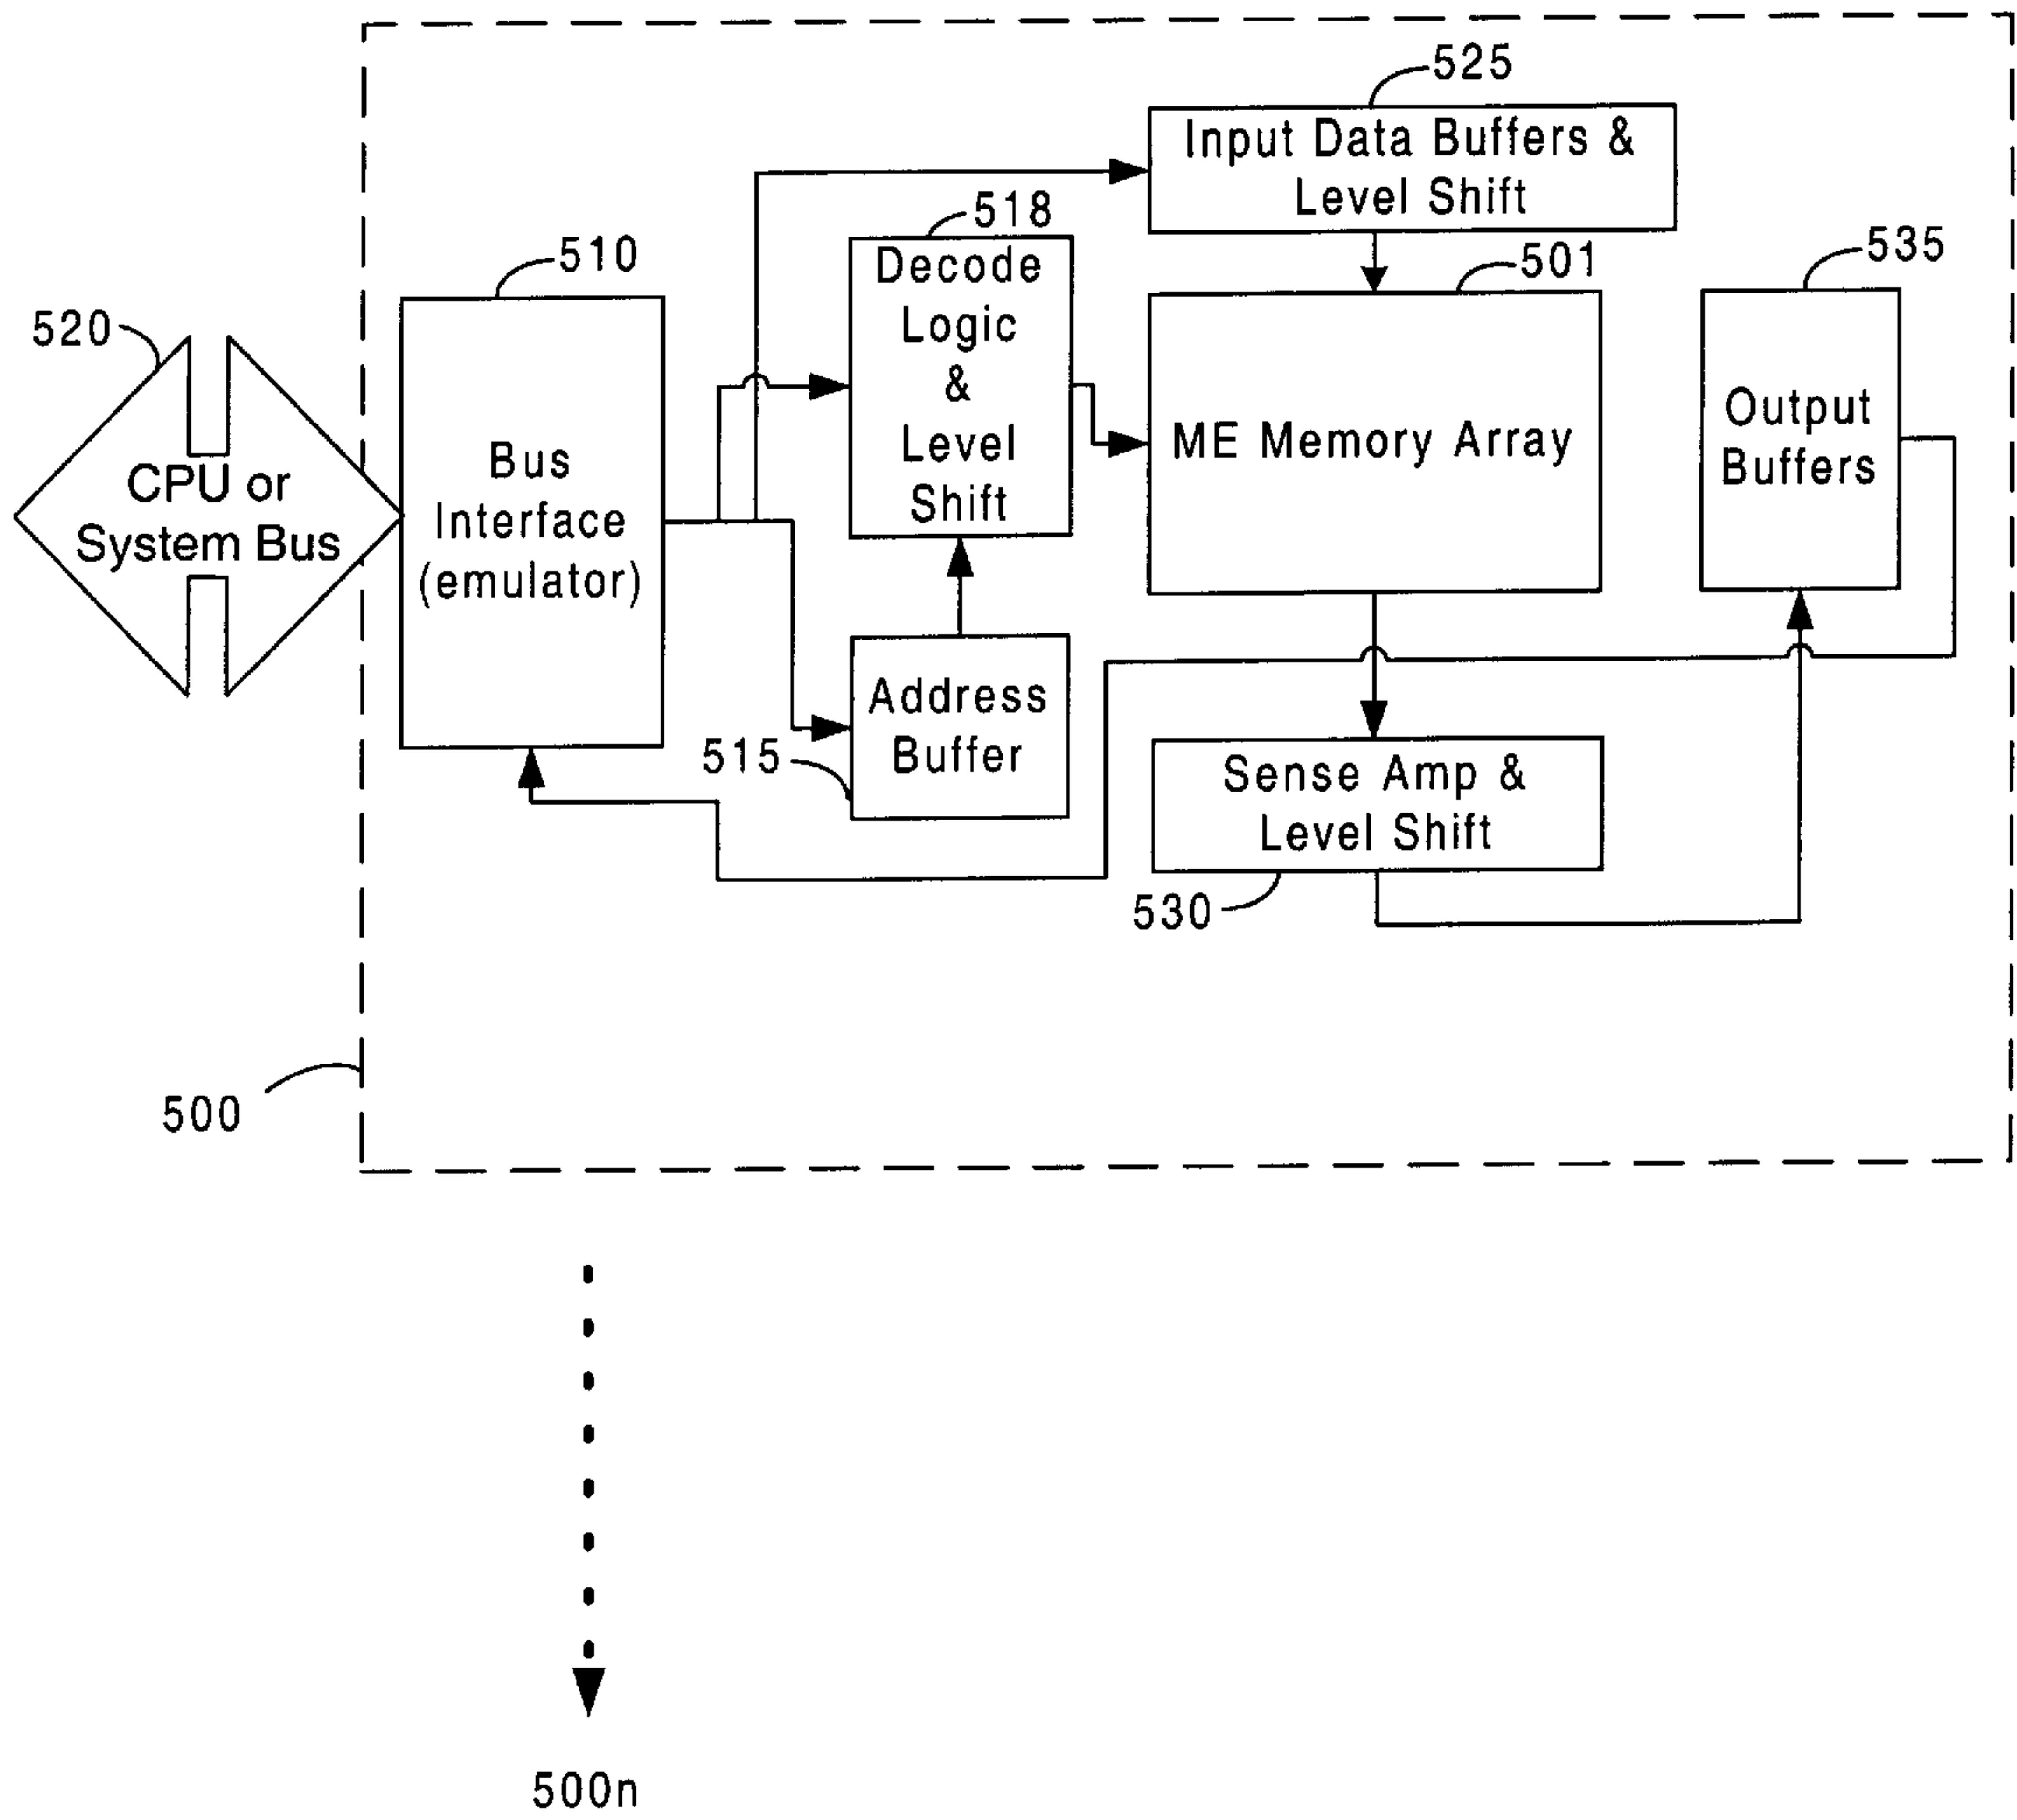 525
Input Data Buffers &
Level Shift
518
Decode
Logic
&
Level
Shift
501
ME Memory Array
535
Output
Buffers
510
Bus
Interface
(emulator)
520
CPU or
System Bus
Address
Buffer
515
Sense Amp &
Level Shift
530
500
500n